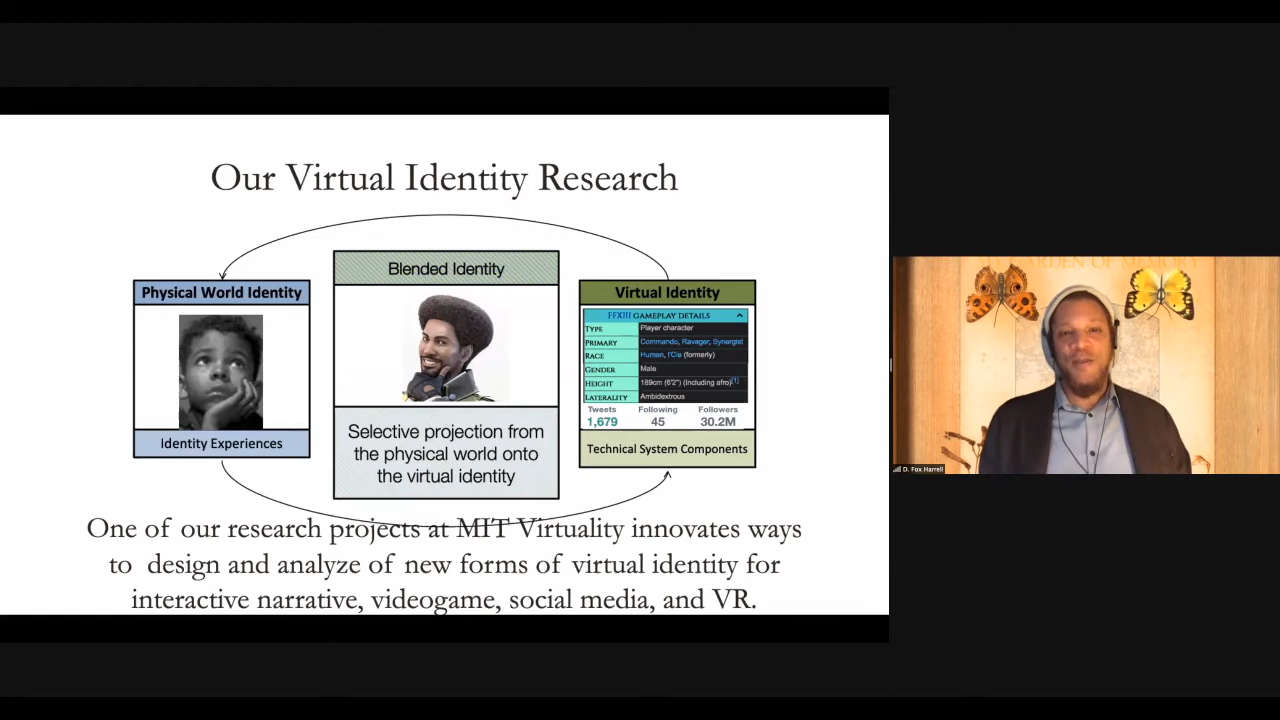 Our Virtual Identity Research
Physical World Identity
Identity Experiences
Blended Identity
Selective projection from
the physical world onto
the virtual identity
Virtual Identity
FFXIII GAMEPLAY DETAILS
TYPE Player character
PRIMARY Commando, Ravager, Synergist
RACE Human, l'Cie (formerly)
GENDER Male
HEIGHT 189cm (6'2") (Including afro)[1]
LATERALITY Ambidextrous
Tweets Following Followers
1,679 45 30.2M
Technical System Components
One of our research projects at MIT Virtuality innovates ways
to design and analyze of new forms of virtual identity for
interactive narrative, videogame, social media, and VR.
GARDEN OF MEMORY
D. Fox Harrell